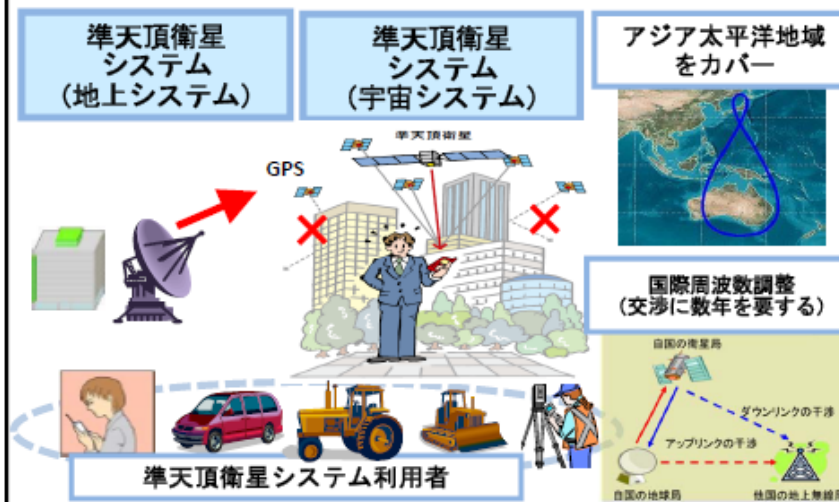 準天頂衛星
システム
(地上システム)
準天頂衛星
システム
(宇宙システム)
アジア太平洋地域
をカバー
準天頂衛星
GPS
国際周波数調整
(交渉に数年を要する)
自国の衛星局
ダウンリンクの干渉
アップリンクの干渉
自国の地球局
他国の地上無線
準天頂衛星システム利用者